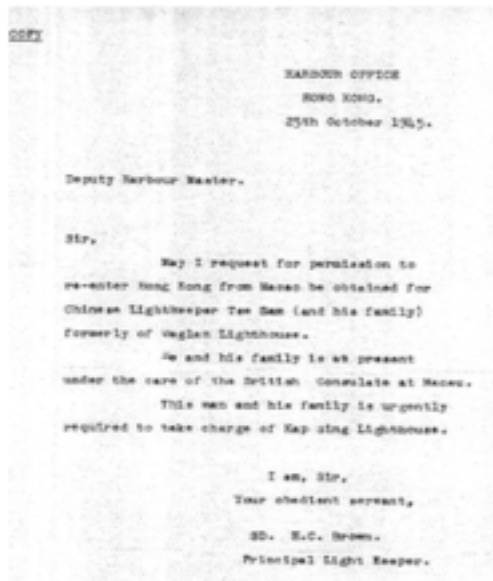 COPY
HARBOUR OFFICE
HONG KONG.
25th October 1945.
Deputy Harbour Master.
Sir,
May I request for permission to
re-enter Hong Kong from Macao be obtained for
Chinese Lightkeeper Tse Sam (and his family)
formerly of Waglan Lighthouse.
He and his family is at present
under the care of the British Consulate at Macau.
This man and his family is urgently
required to take charge of Kap Sing Lighthouse.
I am, Sir,
Your obedient servant,
SD. H.C. Brown.
Principal Light Keeper.